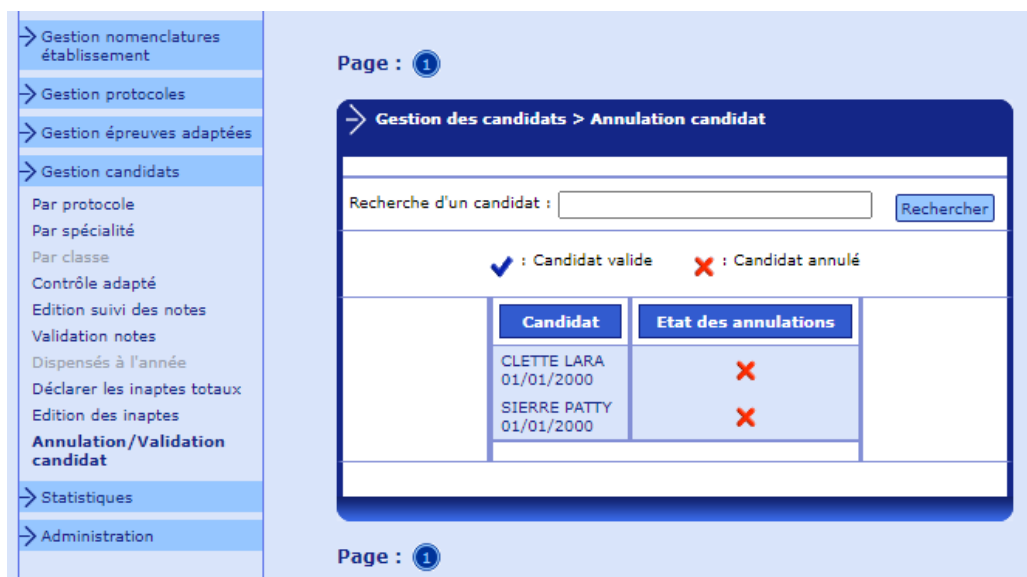 Gestion nomenclatures
établissement
Gestion protocoles
Gestion épreuves adaptées
Gestion candidats
Par protocole
Par spécialité
Par classe
Contrôle adapté
Edition suivi des notes
Validation notes
Dispensés à l'année
Déclarer les inaptes totaux
Edition des inaptes
Annulation/Validation
candidat
Statistiques
Administration
Page : 1
Gestion des candidats > Annulation candidat
Recherche d'un candidat : Rechercher
: Candidat valide : Candidat annulé
Candidat Etat des annulations
CLETTE LARA
01/01/2000
SIERRE PATTY
01/01/2000
Page : 1